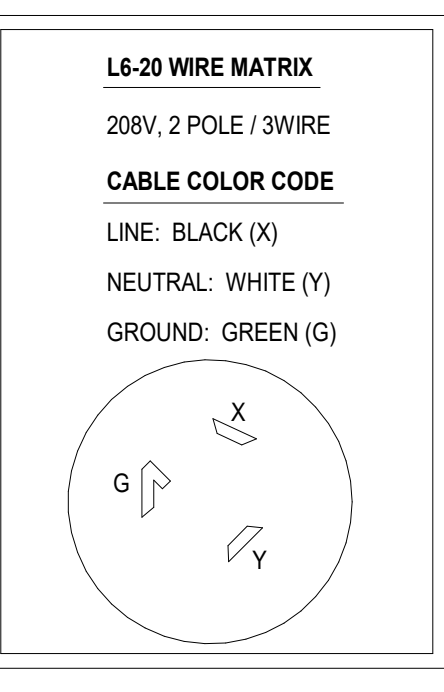 L6-20 WIRE MATRIX
208V, 2 POLE / 3WIRE
CABLE COLOR CODE
LINE:  BLACK (X)
NEUTRAL:  WHITE (Y)
GROUND:  GREEN (G)
X
G
Y